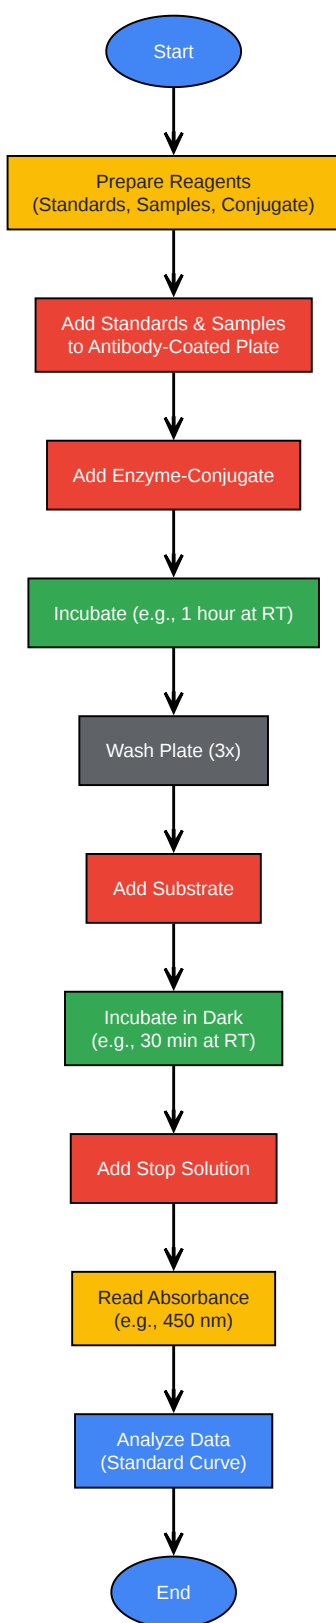 Start
Prepare Reagents
(Standards, Samples, Conjugate)
Add Standards & Samples
to Antibody-Coated Plate
Add Enzyme-Conjugate
Incubate (e.g., 1 hour at RT)
Wash Plate (3x)
Add Substrate
Incubate in Dark
(e.g., 30 min at RT)
Add Stop Solution
Read Absorbance
(e.g., 450 nm)
Analyze Data
(Standard Curve)
End